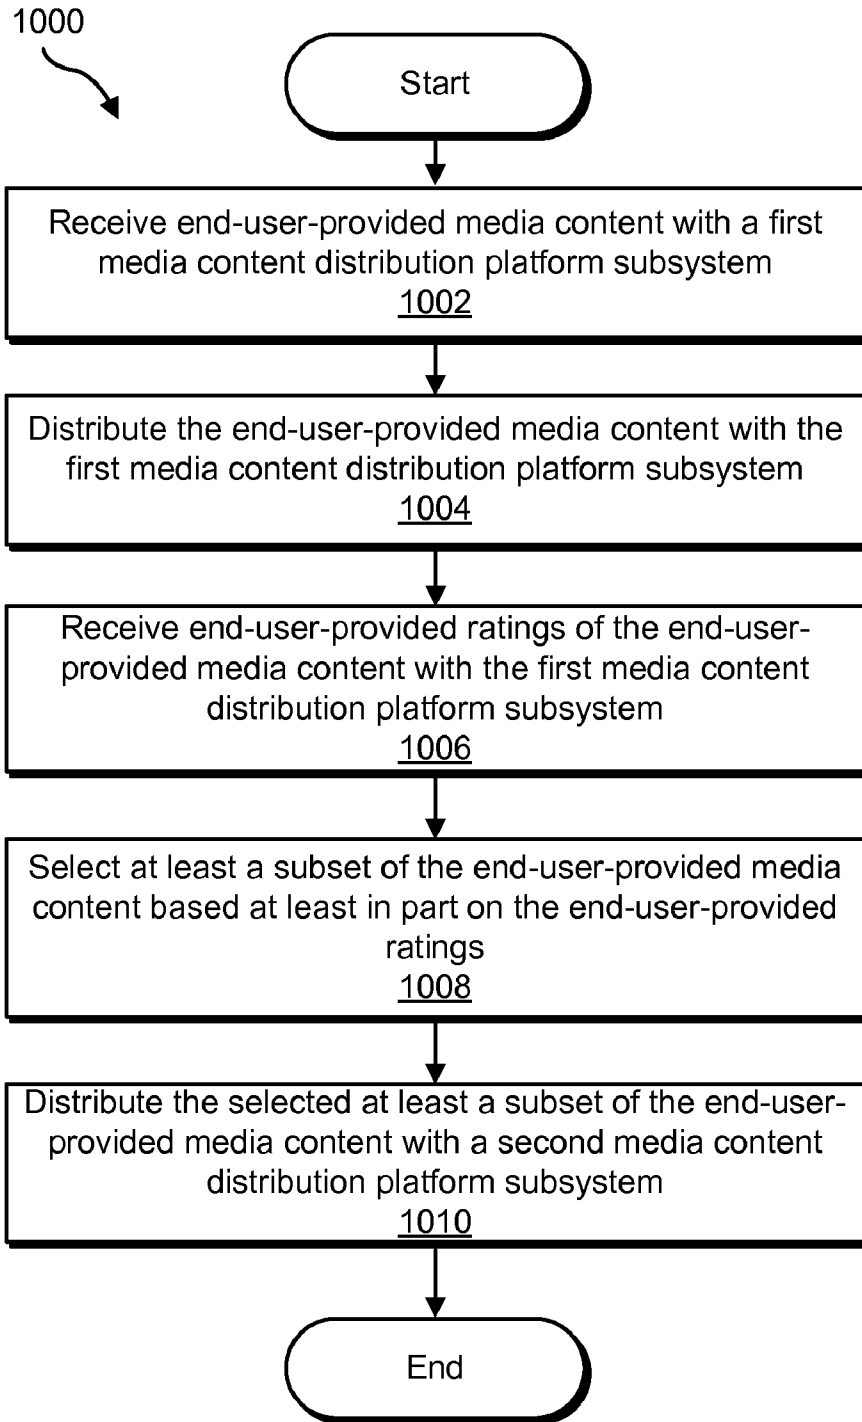 1000
Start
Receive end-user-provided media content with a first
media content distribution platform subsystem
1002
Distribute the end-user-provided media content with the
first media content distribution platform subsystem
1004
Receive end-user-provided ratings of the end-user-
provided media content with the first media content
distribution platform subsystem
1006
Select at least a subset of the end-user-provided media
content based at least in part on the end-user-provided
ratings
1008
Distribute the selected at least a subset of the end-user-
provided media content with a second media content
distribution platform subsystem
1010
End